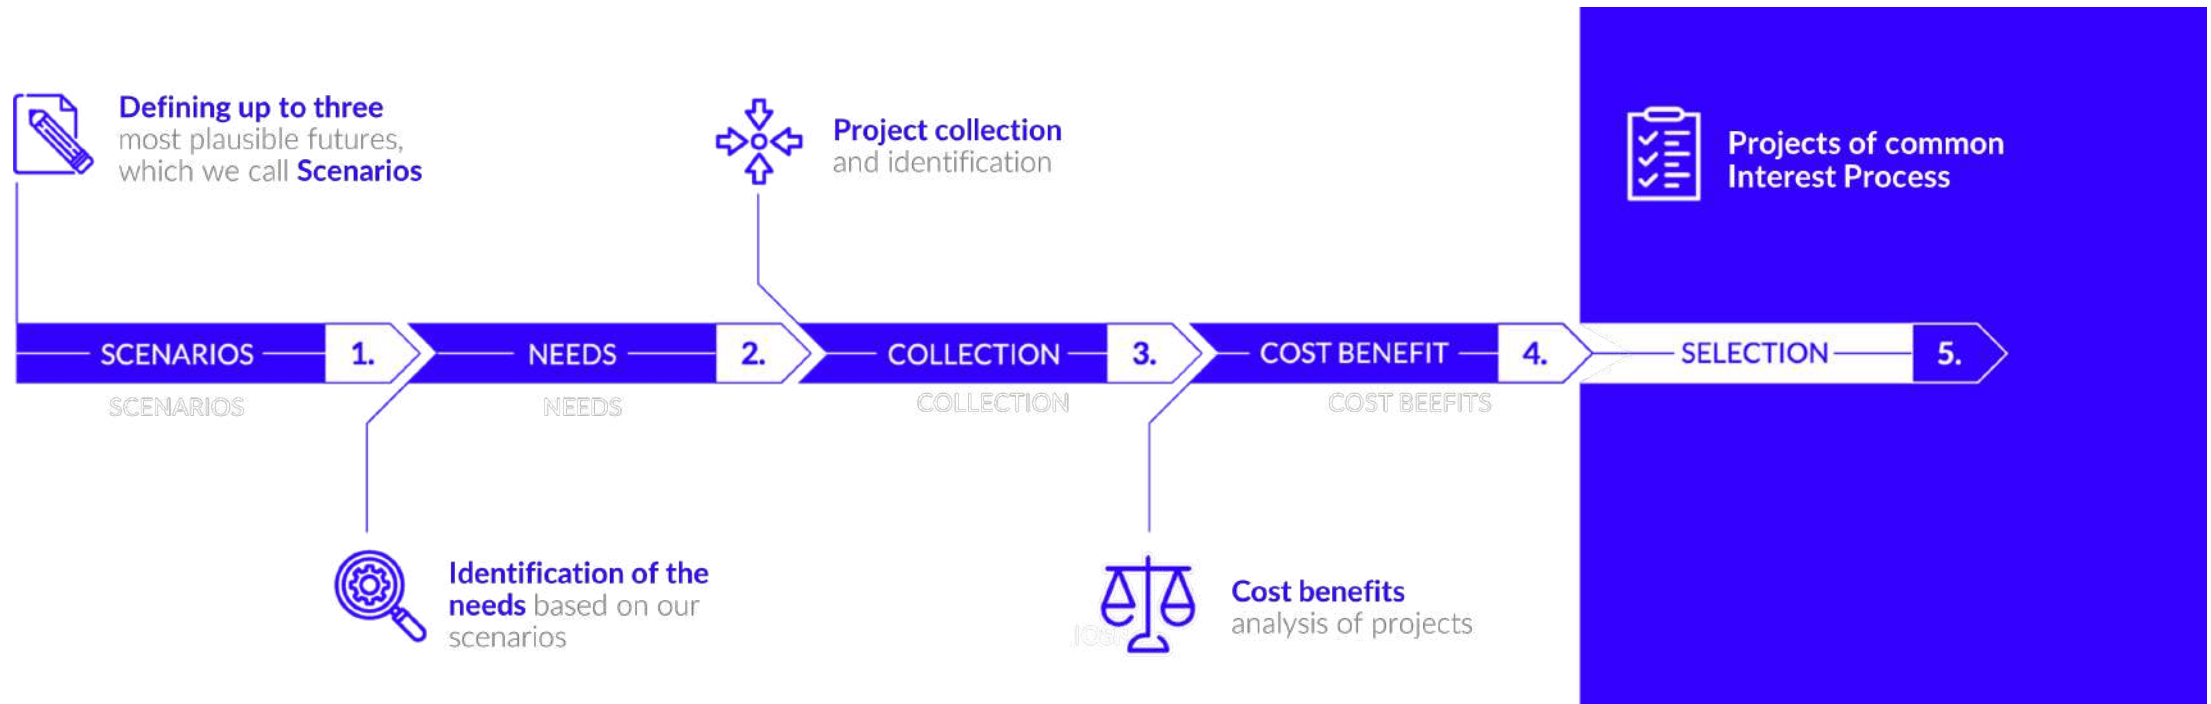 Defining up to three
most plausible futures,
which we call Scenarios
Project collection
and identification
Projects of common
Interest Process
SCENARIOS 1.
NEEDS 2.
COLLECTION 3.
COST BENEFIT 4.
SELECTION 5.
SCENARIOS
NEEDS
COLLECTION
COST BEEFITS
Identification of the
needs based on our
scenarios
Cost benefits
analysis of projects